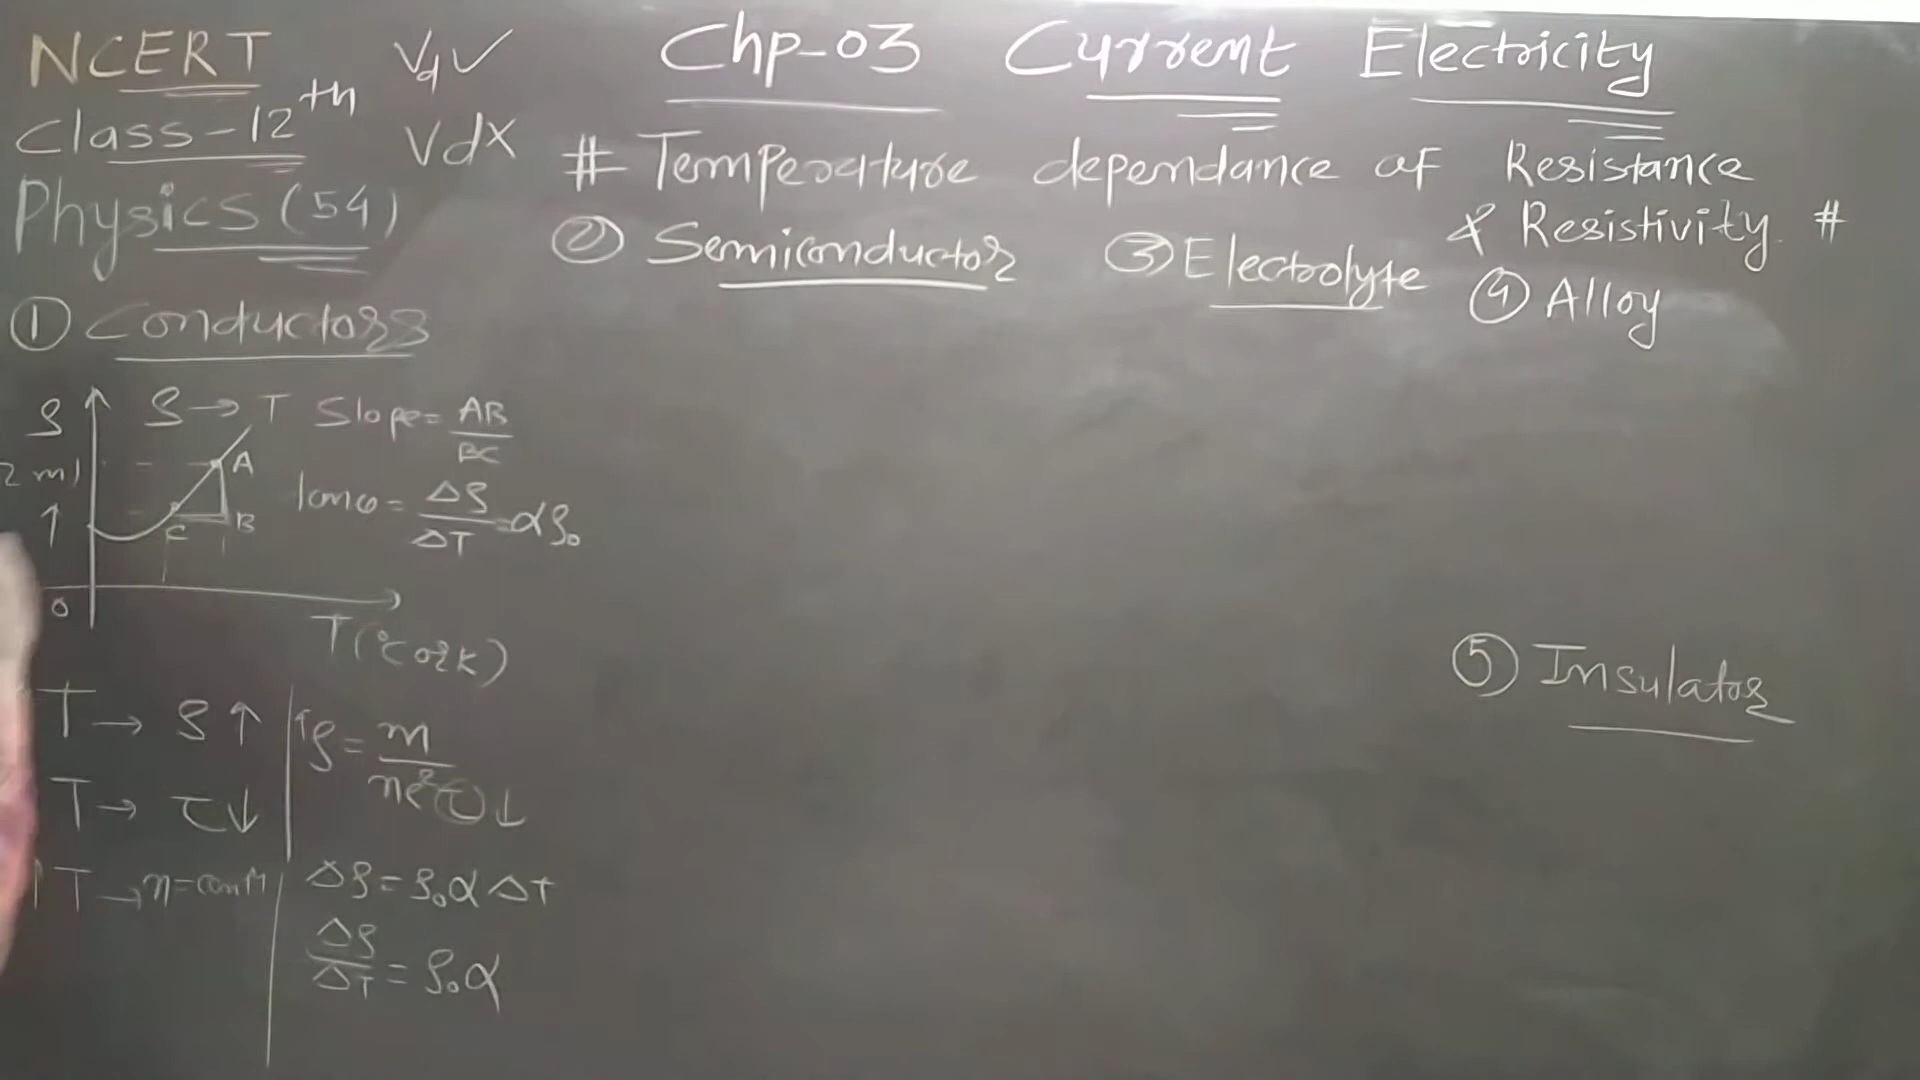 NCERT
Class-12th
Physics (54)
Vd✓
VdX
Chp-03 Current Electricity
# Temperature dependance of Resistance
& Resistivity #
① Conductors
② Semiconductor
③ Electrolyte
④ Alloy
ρ
ρ → T
Slope = AB/BC
m)
↑
A
B
C
tanθ = Δρ/ΔT = αρ₀
0
T(°C or K)
T → ρ↑
T → τ↓
↑T → n = const
↑ρ = m/ne²τ↓
Δρ = ρ₀αΔT
Δρ/ΔT = ρ₀α
⑤ Insulator